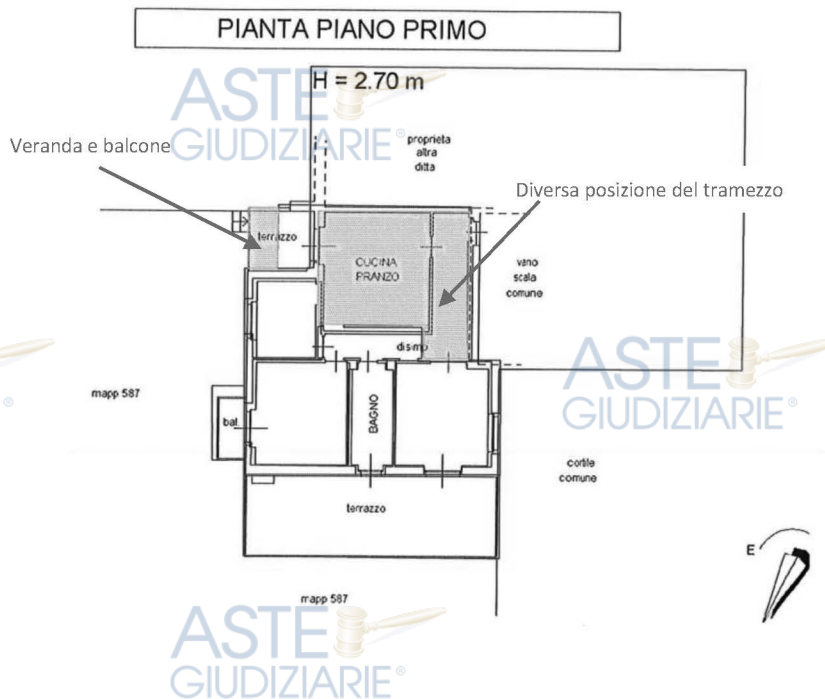 PIANTA PIANO PRIMO
H = 2.70 m
ASTE
GIUDIZIARIE®
proprieta
altra
ditta
Veranda e balcone
Diversa posizione del tramezzo
terrazzo
CUCINA
PRANZO
vano
scala
comune
disimp
ASTE
GIUDIZIARIE®
®
mapp 587
bal.
BAGNO
cortile
comune
terrazzo
E
mapp 587
ASTE
GIUDIZIARIE®